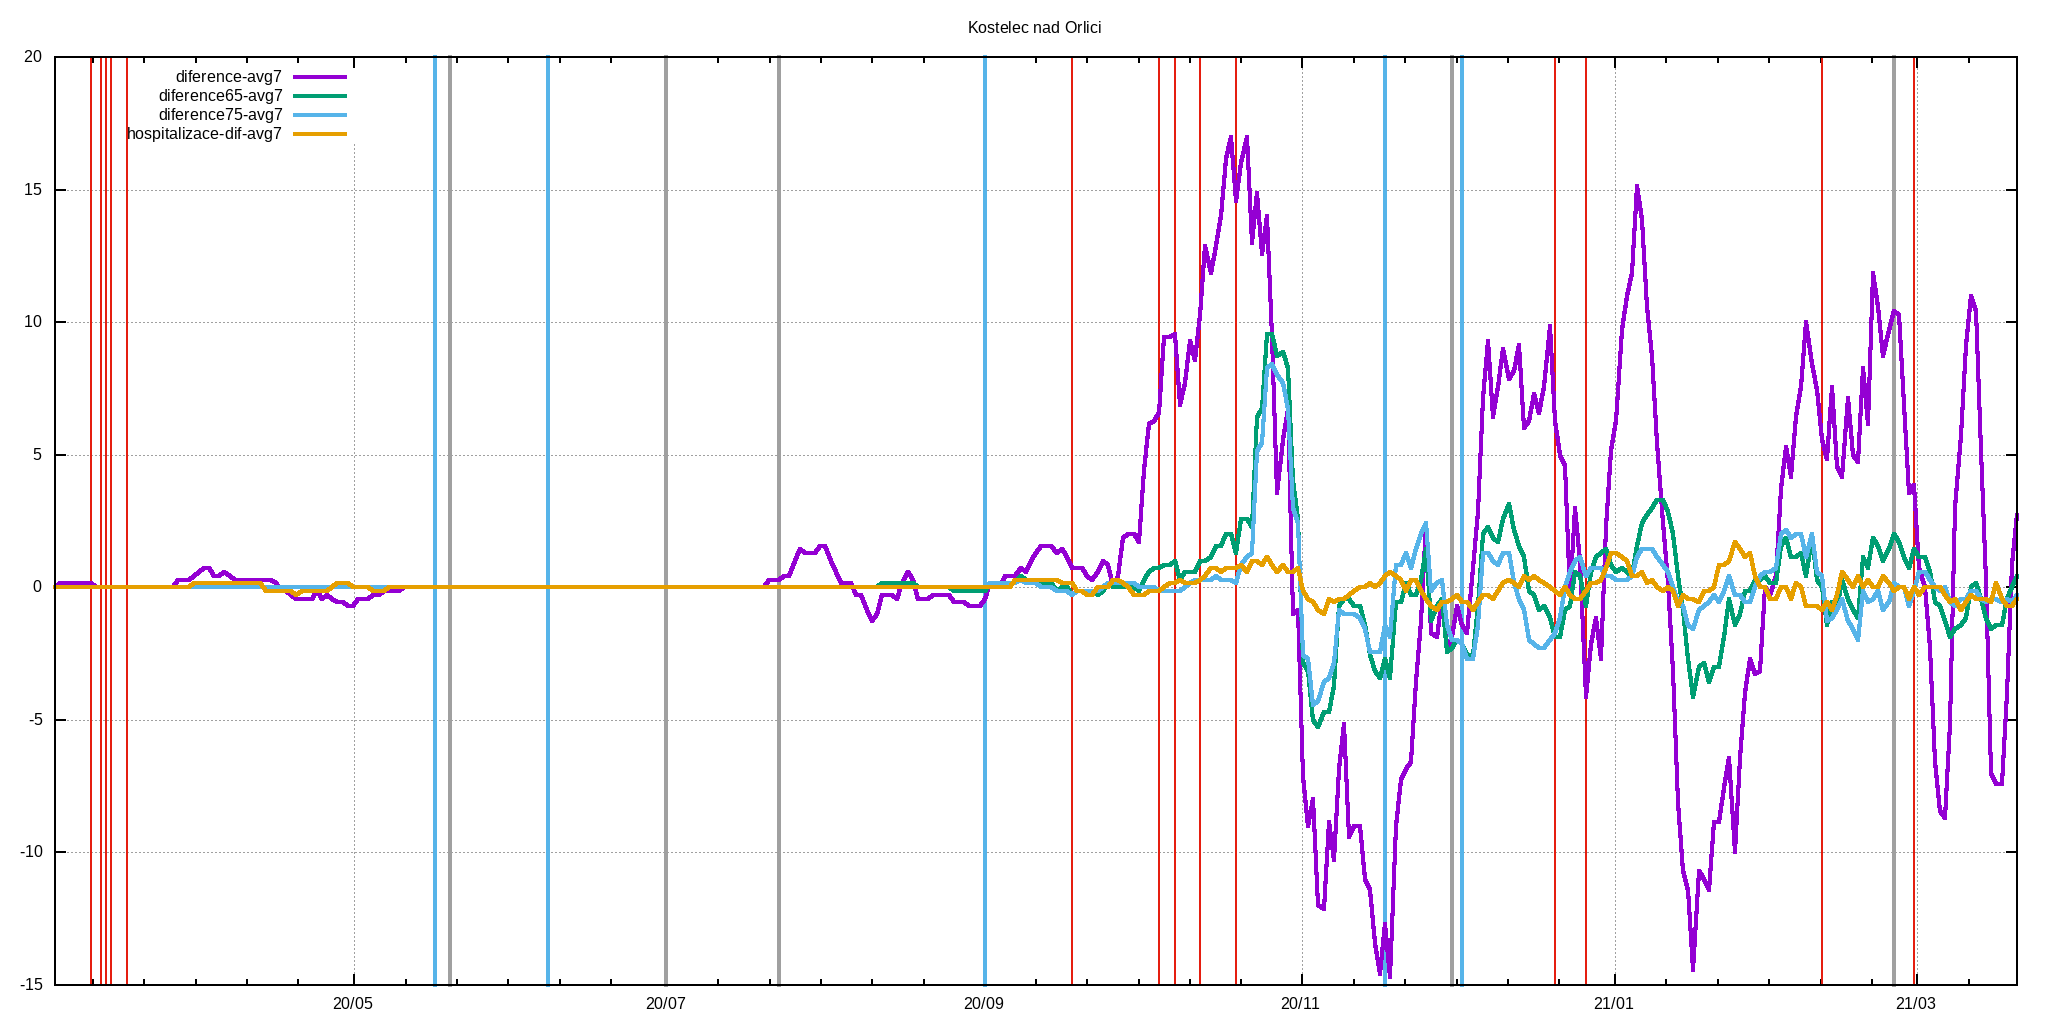 Kostelec nad Orlici
20
diference-avg7
diference65-avg7
diference75-avg7
hospitalizace-dif-avg7
15
10
5
0
-5
-10
-15
20/05
20/07
20/09
20/11
21/01
21/03